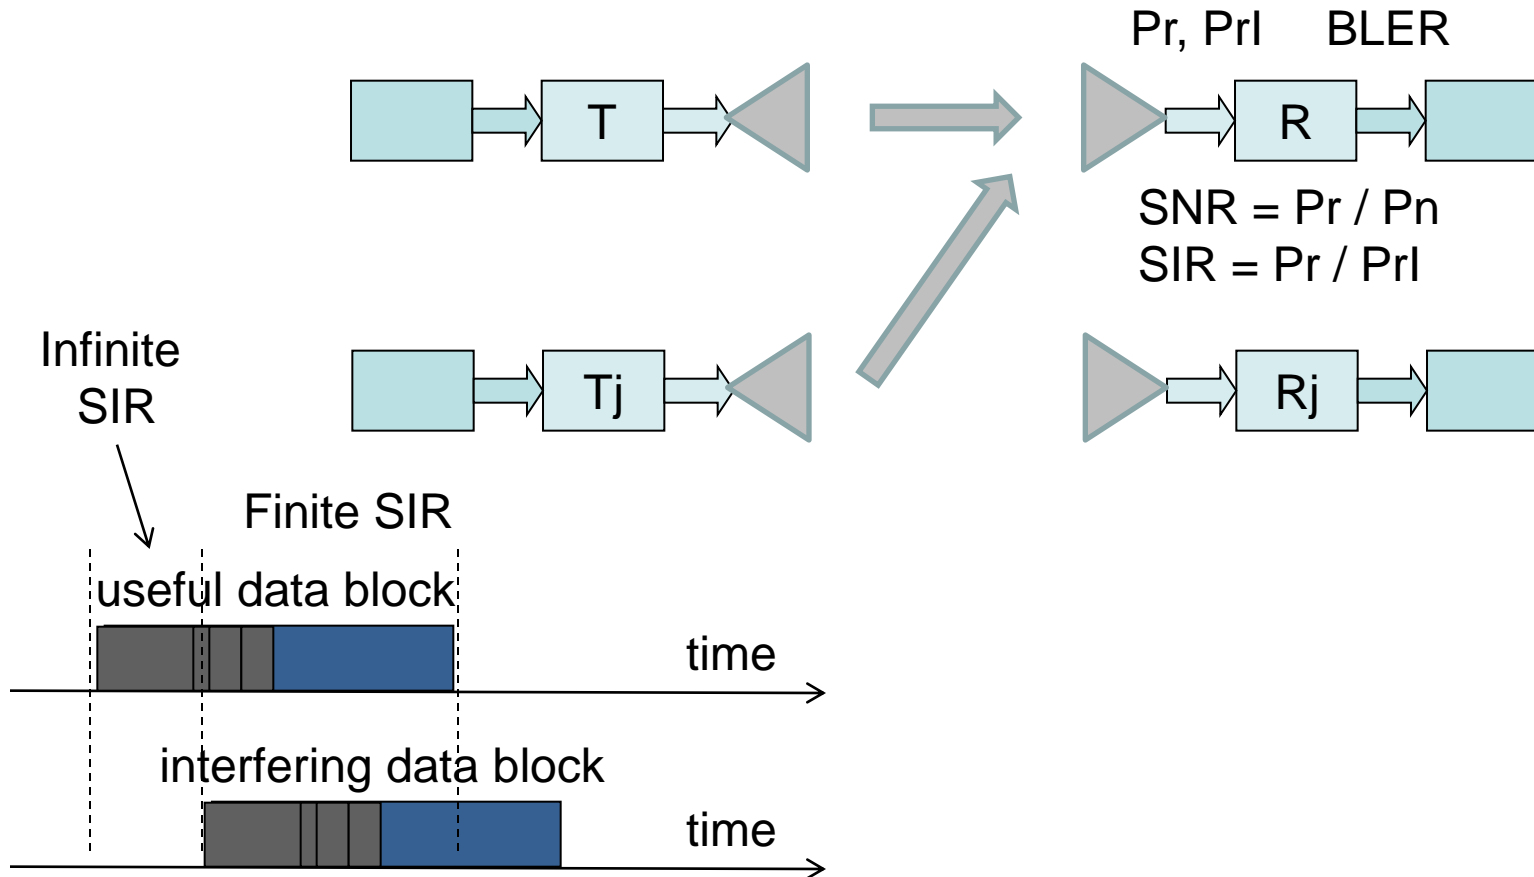 Pr, PrI BLER
T
R
SNR = Pr / Pn
SIR = Pr / PrI
Infinite
SIR
Tj
Rj
Finite SIR
useful data block
time
interfering data block
time